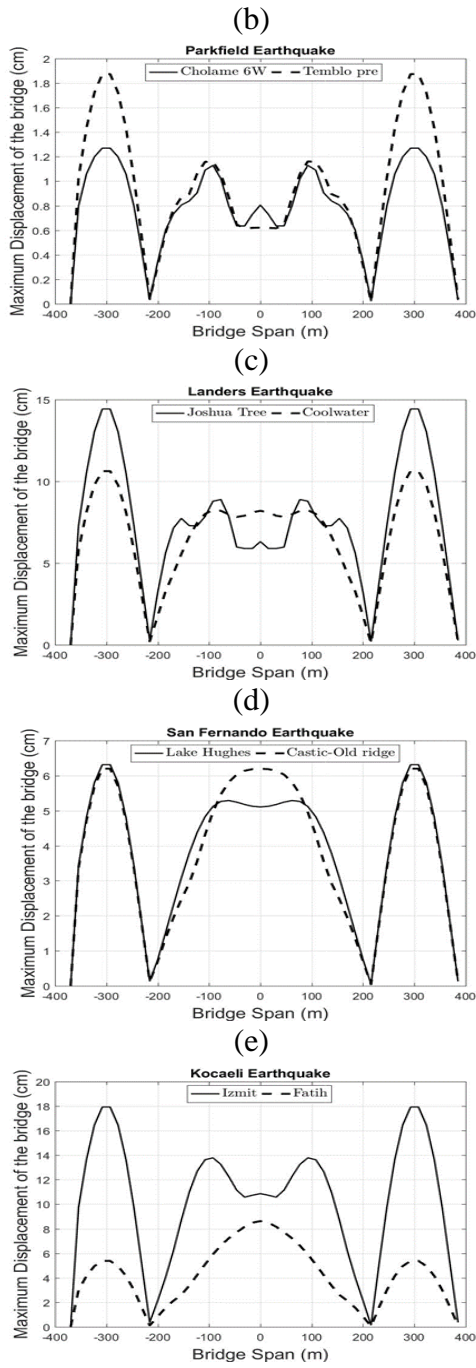 (b)
Parkfield Earthquake
Cholame 6W Temblo pre
Maximum Displacement of the bridge (cm)
2
1.8
1.6
1.4
1.2
1
0.8
0.6
0.4
0.2
0
-400 -300 -200 -100 0 100 200 300 400
Bridge Span (m)
(c)
Landers Earthquake
Joshua Tree Coolwater
Maximum Displacement of the bridge (cm)
15
10
5
0
-400 -300 -200 -100 0 100 200 300 400
Bridge Span (m)
(d)
San Fernando Earthquake
Lake Hughes Castic-Old ridge
Maximum Displacement of the bridge (cm)
7
6
5
4
3
2
1
0
-400 -300 -200 -100 0 100 200 300 400
Bridge Span (m)
(e)
Kocaeli Earthquake
Izmit Fatih
Maximum Displacement of the bridge (cm)
20
18
16
14
12
10
8
6
4
2
0
-400 -300 -200 -100 0 100 200 300 400
Bridge Span (m)